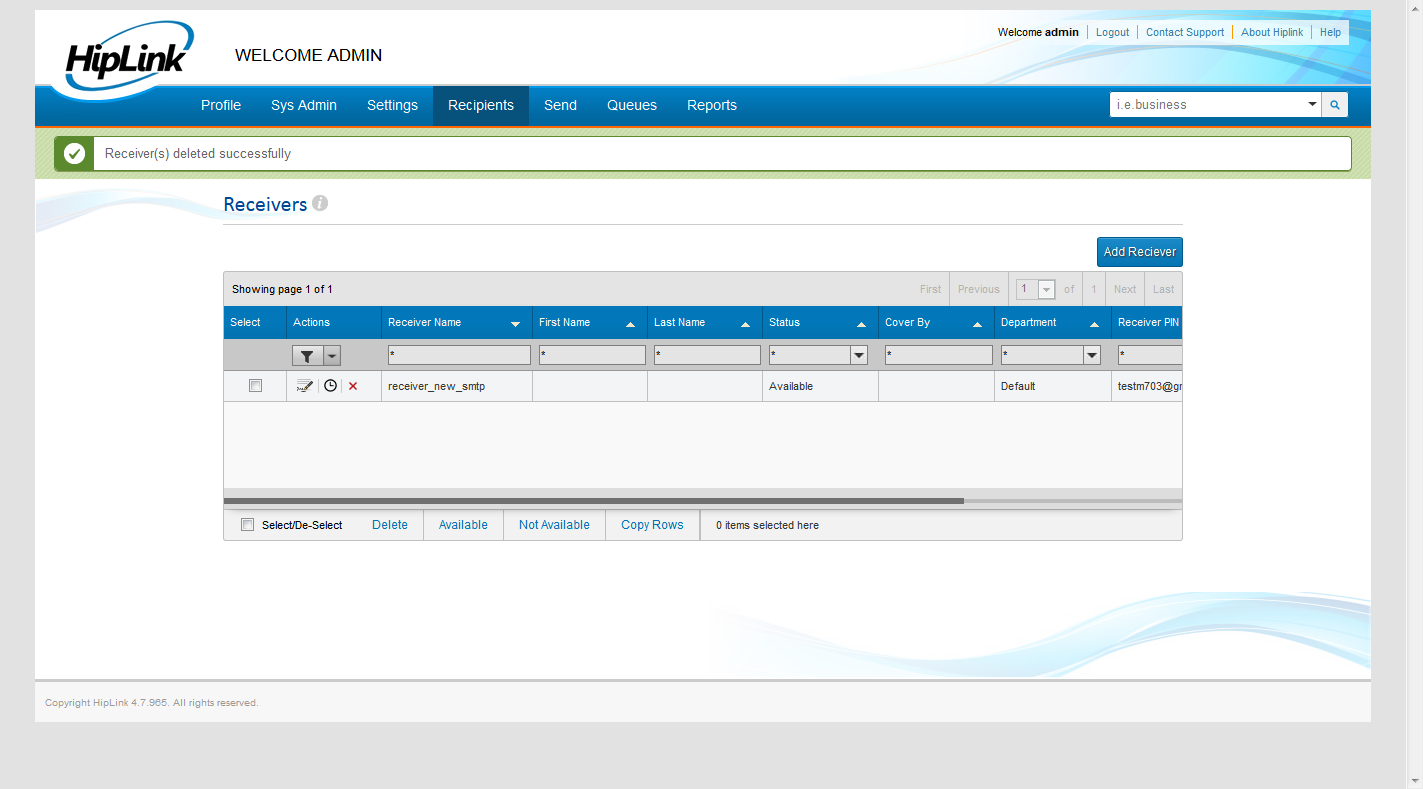 HipLink
WELCOME ADMIN
Welcome admin Logout Contact Support About Hiplink Help
Profile Sys Admin Settings Recipients Send Queues Reports i.e.business
Receiver(s) deleted successfully
Receivers i
Add Reciever
Showing page 1 of 1 First Previous 1 of 1 Next Last
Select Actions Receiver Name First Name Last Name Status Cover By Department Receiver PIN
* * * * * * *
receiver_new_smtp Available Default testm703@gr
Select/De-Select Delete Available Not Available Copy Rows 0 items selected here
Copyright HipLink 4.7.965. All rights reserved.